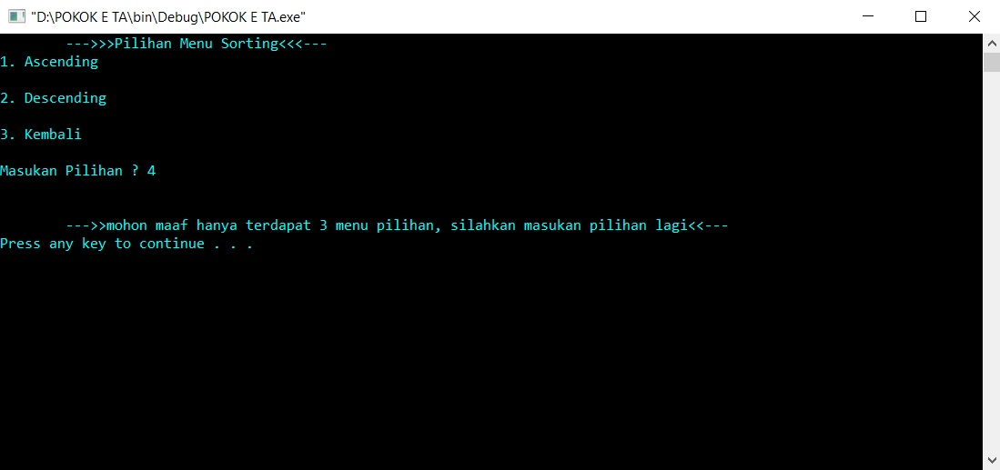 "D:\POKOK E TA\bin\Debug\POKOK E TA.exe"
--->>>Pilihan Menu Sorting<<<---
1. Ascending
2. Descending
3. Kembali
Masukan Pilihan ? 4
--->>mohon maaf hanya terdapat 3 menu pilihan, silahkan masukan pilihan lagi<<---
Press any key to continue . . .